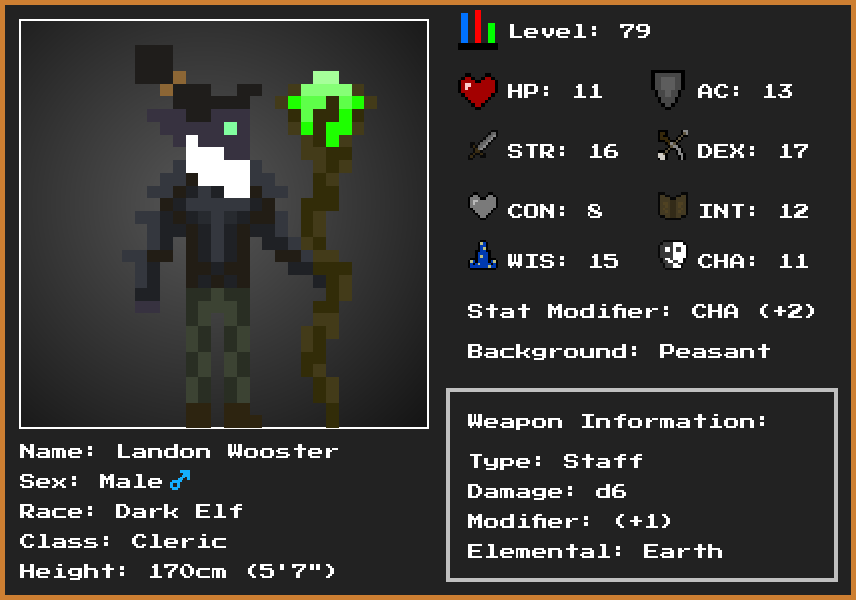 Level: 79
HP: 11
AC: 13
STR: 16
DEX: 17
CON: 8
INT: 12
WIS: 15
CHA: 11
Stat Modifier: CHA (+2)
Background: Peasant
Weapon Information:
Type: Staff
Damage: d6
Modifier: (+1)
Elemental: Earth
Name: Landon Wooster
Sex: Male ♂
Race: Dark Elf
Class: Cleric
Height: 170cm (5'7")